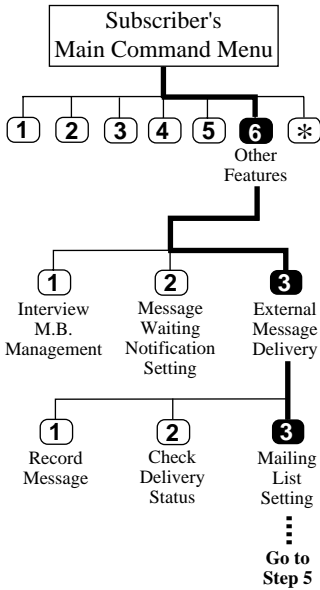 Subscriber's
Main Command Menu
1 2 3 4 5 6 *
Other
Features
1 2 3
Interview
M.B.
Management
Message
Waiting
Notification
Setting
External
Message
Delivery
1 2 3
Record
Message
Check
Delivery
Status
Mailing
List
Setting
Go to
Step 5